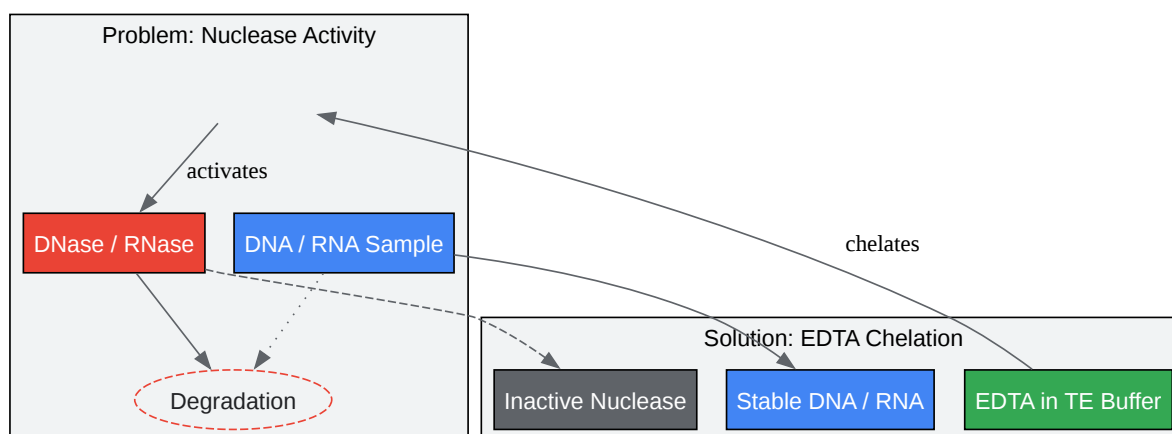 Problem: Nuclease Activity
activates
DNase / RNase
DNA / RNA Sample
chelates
Solution: EDTA Chelation
Degradation
Inactive Nuclease
Stable DNA / RNA
EDTA in TE Buffer